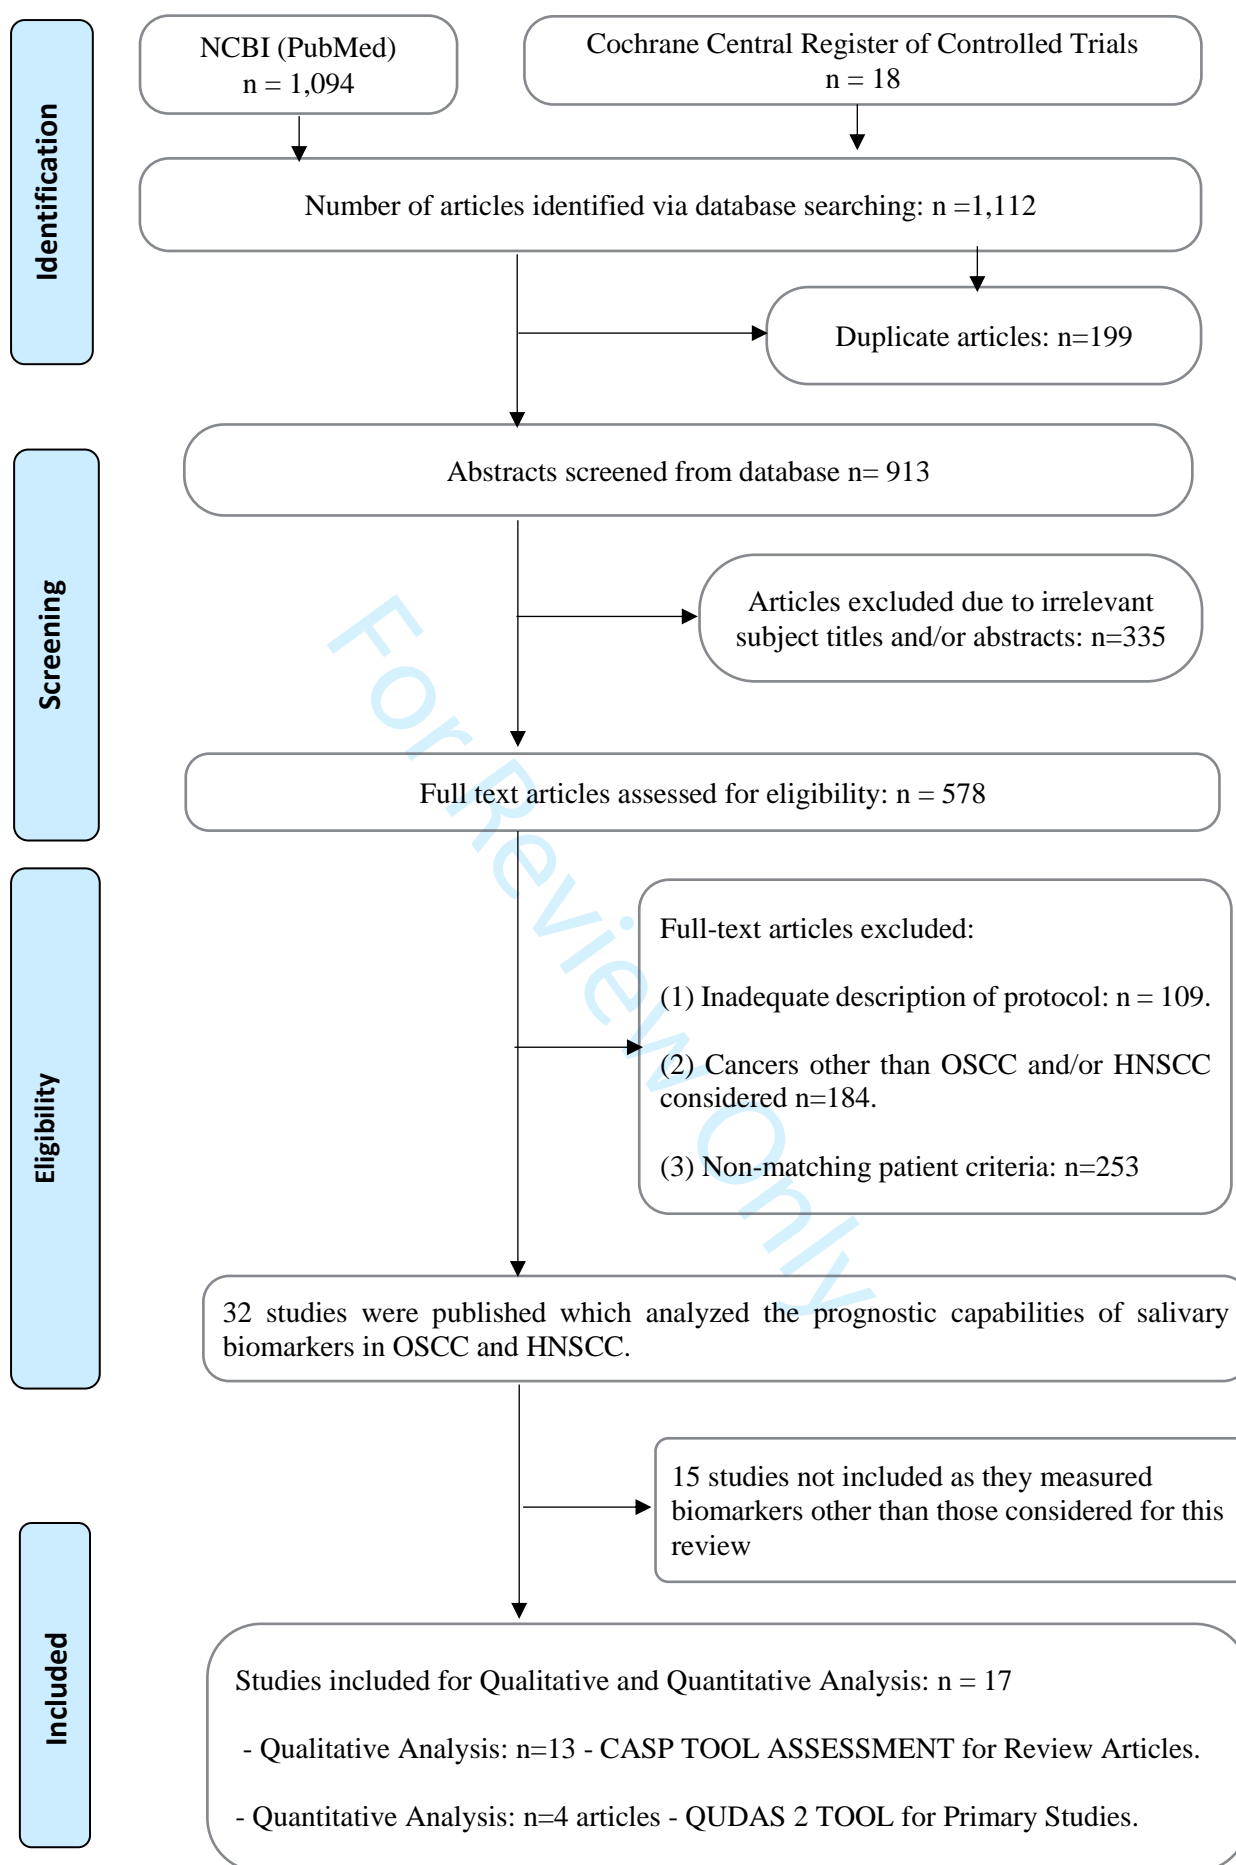 NCBI (PubMed)
n = 1,094
Cochrane Central Register of Controlled Trials
n = 18
Identification
Number of articles identified via database searching: n =1,112
Duplicate articles: n=199
Screening
Abstracts screened from database n= 913
Articles excluded due to irrelevant
subject titles and/or abstracts: n=335
Full text articles assessed for eligibility: n = 578
Eligibility
Full-text articles excluded:
(1) Inadequate description of protocol: n = 109.
(2) Cancers other than OSCC and/or HNSCC
considered n=184.
(3) Non-matching patient criteria: n=253
32 studies were published which analyzed the prognostic capabilities of salivary
biomarkers in OSCC and HNSCC.
15 studies not included as they measured
biomarkers other than those considered for this
review
Included
Studies included for Qualitative and Quantitative Analysis: n = 17
- Qualitative Analysis: n=13 - CASP TOOL ASSESSMENT for Review Articles.
- Quantitative Analysis: n=4 articles - QUDAS 2 TOOL for Primary Studies.
For Review Only